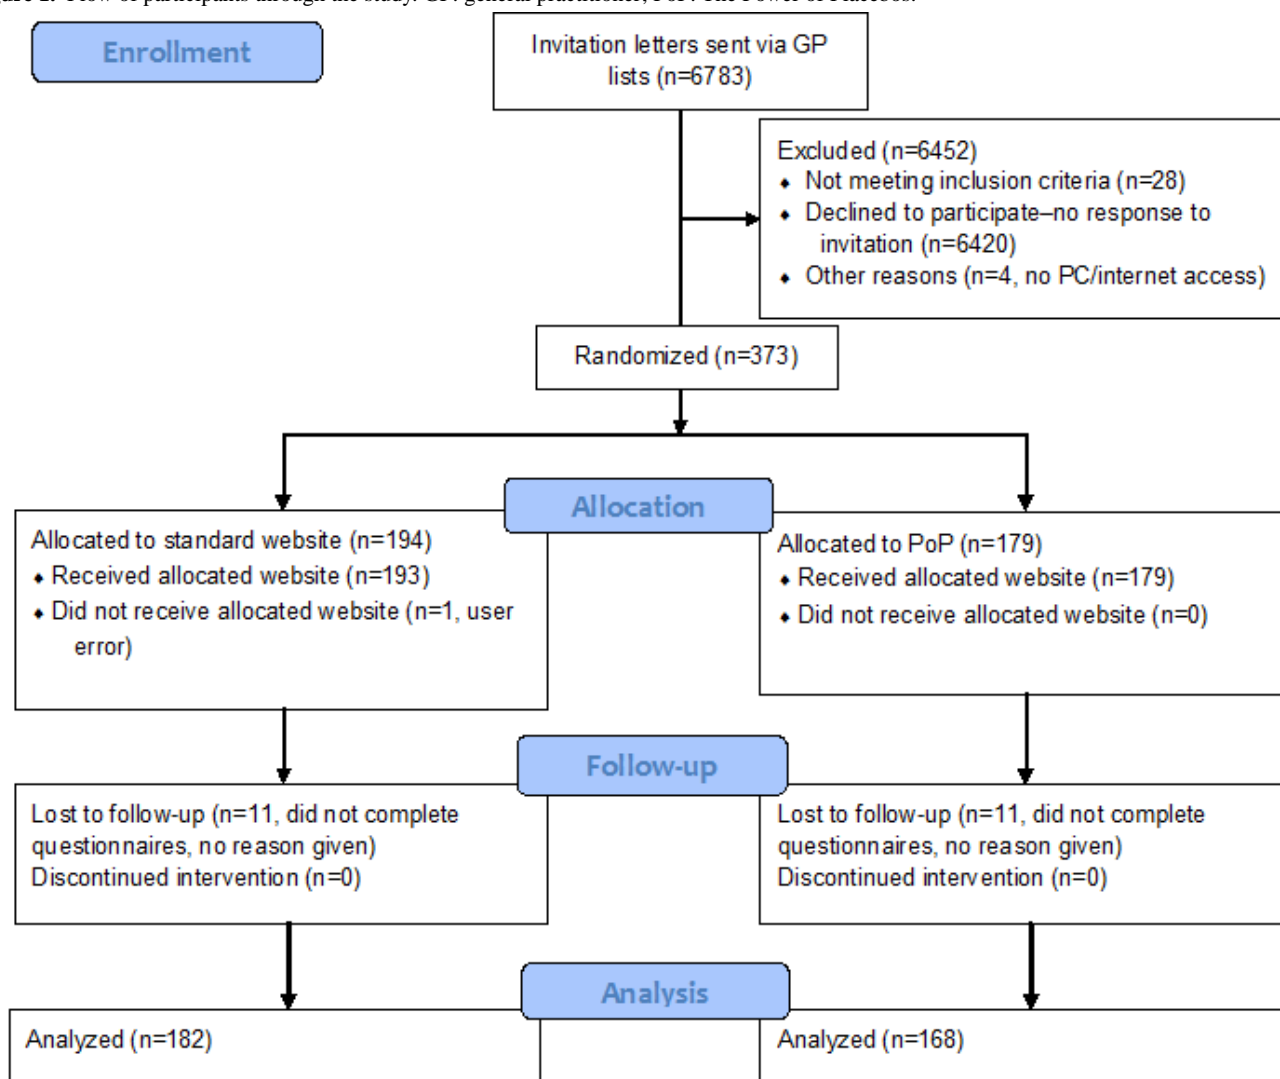 Enrollment
Invitation letters sent via GP
lists (n=6783)
Excluded (n=6452)
⬧ Not meeting inclusion criteria (n=28)
⬧ Declined to participate–no response to
invitation (n=6420)
⬧ Other reasons (n=4, no PC/internet access)
Randomized (n=373)
Allocation
Allocated to standard website (n=194)
⬧ Received allocated website (n=193)
⬧ Did not receive allocated website (n=1, user
error)
Allocated to PoP (n=179)
⬧ Received allocated website (n=179)
⬧ Did not receive allocated website (n=0)
Follow-up
Lost to follow-up (n=11, did not complete
questionnaires, no reason given)
Discontinued intervention (n=0)
Lost to follow-up (n=11, did not complete
questionnaires, no reason given)
Discontinued intervention (n=0)
Analysis
Analyzed (n=182)
Analyzed (n=168)